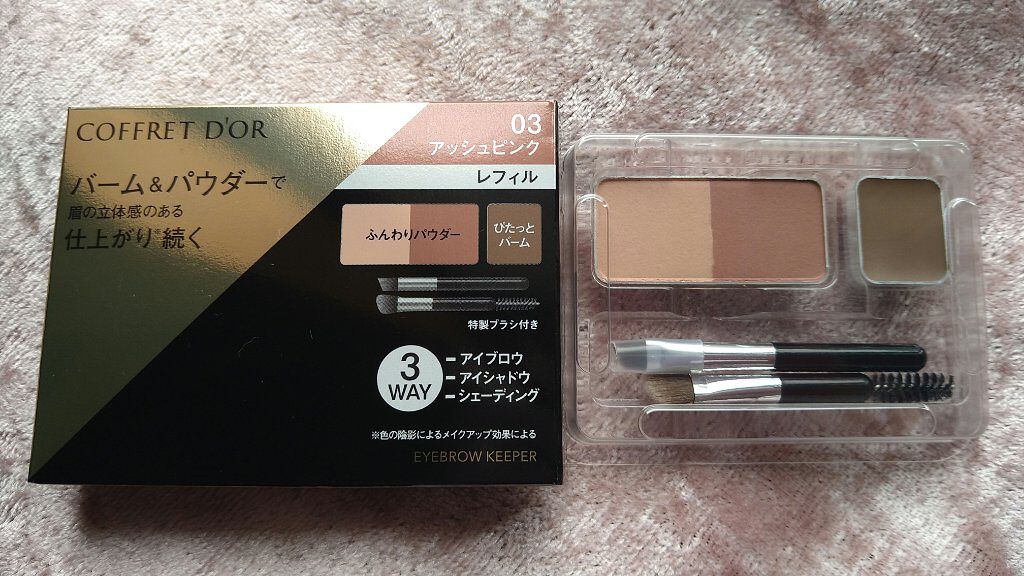 COFFRET D'OR
03
アッシュピンク
レフィル
バーム&パウダーで
眉の立体感のある
仕上がり※続く
ふんわりパウダー
ぴたっと
バーム
特製ブラシ付き
3
WAY
アイブロウ
アイシャドウ
シェーディング
※色の陰影によるメイクアップ効果による
EYEBROW KEEPER